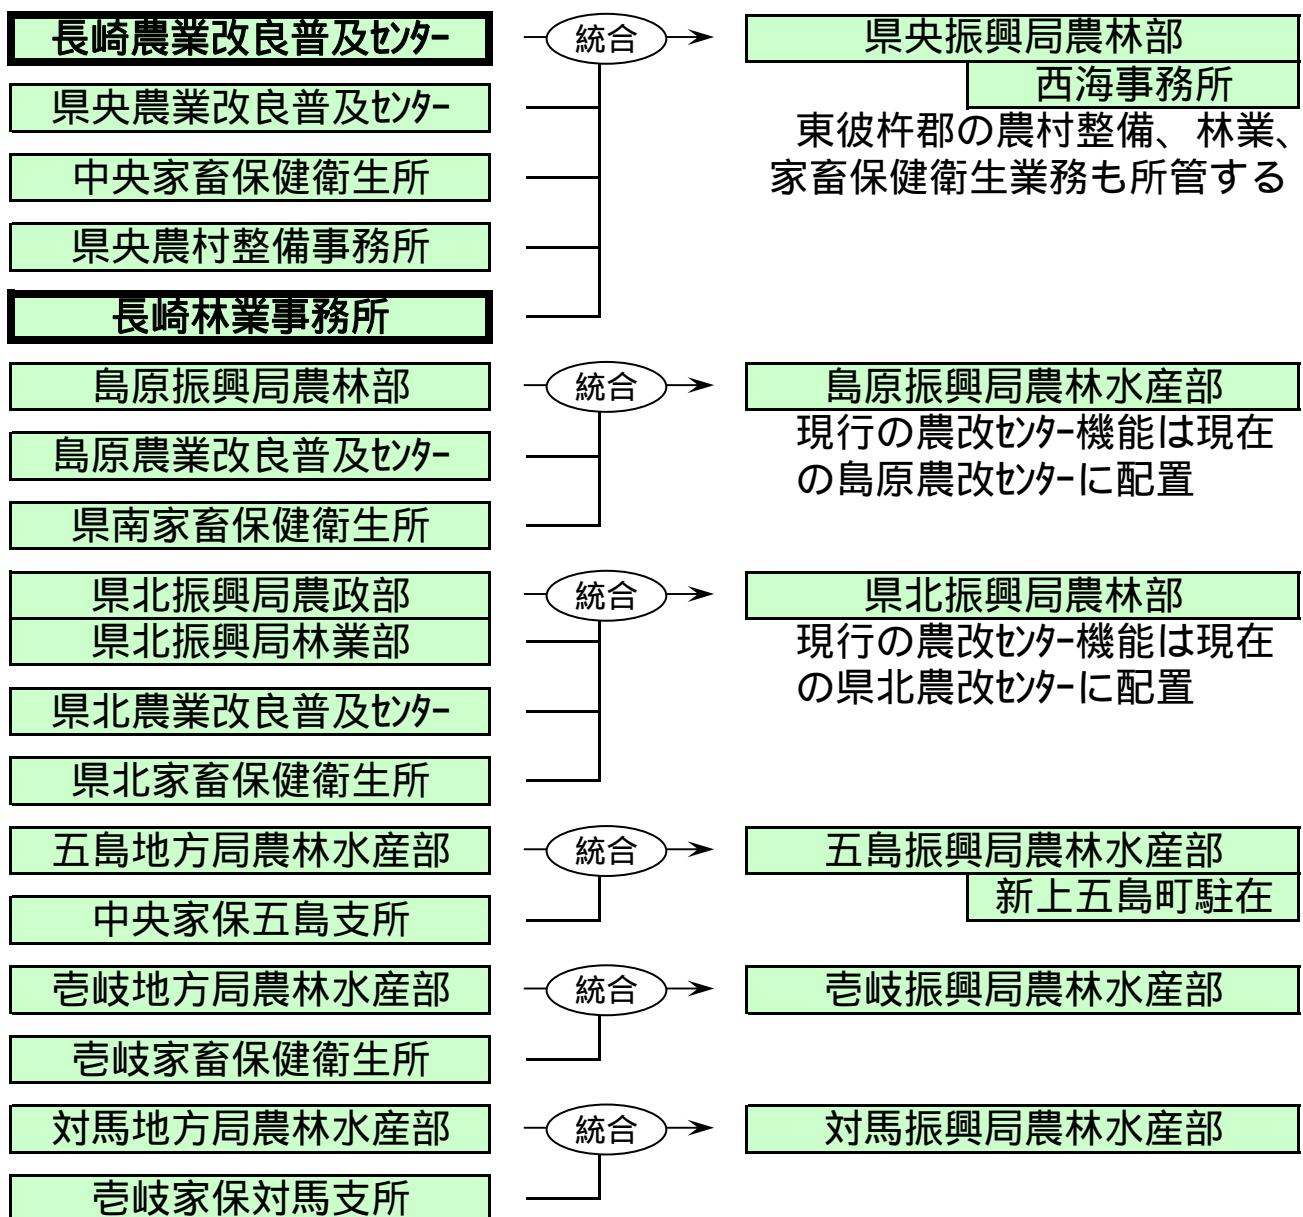 長崎農業改良普及ｾﾝﾀｰ
統合
県央振興局農林部
西海事務所
県央農業改良普及ｾﾝﾀｰ
東彼杵郡の農村整備、林業、
家畜保健衛生業務も所管する
中央家畜保健衛生所
県央農村整備事務所
長崎林業事務所
島原振興局農林部
統合
島原振興局農林水産部
現行の農改ｾﾝﾀｰ機能は現在
の島原農改ｾﾝﾀｰに配置
島原農業改良普及ｾﾝﾀｰ
県南家畜保健衛生所
県北振興局農政部
県北振興局林業部
統合
県北振興局農林部
現行の農改ｾﾝﾀｰ機能は現在
の県北農改ｾﾝﾀｰに配置
県北農業改良普及ｾﾝﾀｰ
県北家畜保健衛生所
五島地方局農林水産部
統合
五島振興局農林水産部
新上五島町駐在
中央家保五島支所
壱岐地方局農林水産部
統合
壱岐振興局農林水産部
壱岐家畜保健衛生所
対馬地方局農林水産部
統合
対馬振興局農林水産部
壱岐家保対馬支所